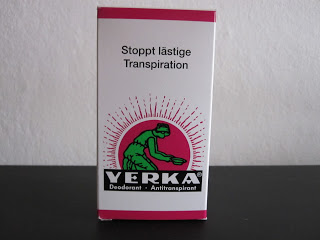 Stoppt lästige
Transpiration
YERKA®
Deodorant · Antitranspirant